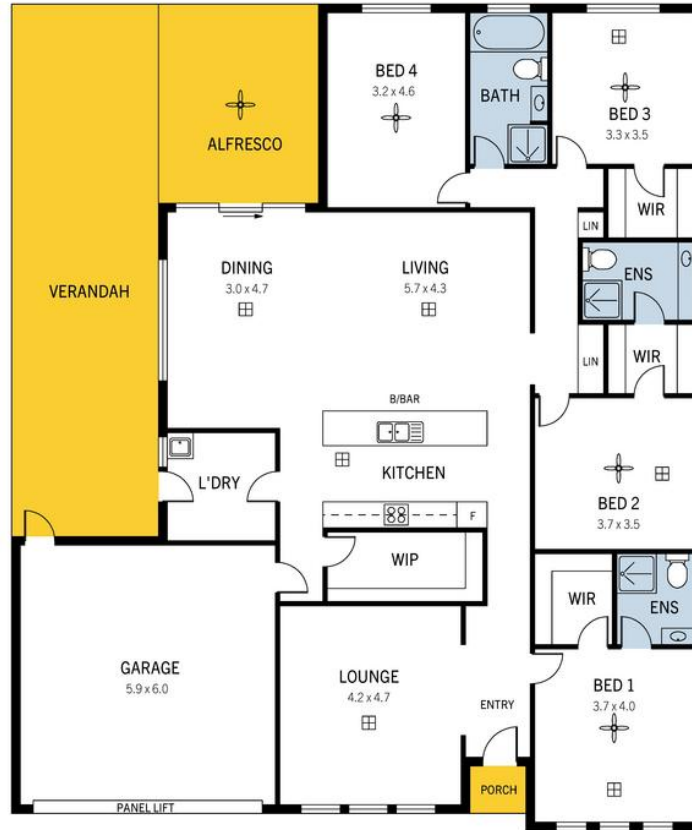 BED 4
3.2 x 4.6
BATH
BED 3
3.3 x 3.5
ALFRESCO
WIR
LIN
VERANDAH
DINING
3.0 x 4.7
LIVING
5.7 x 4.3
ENS
LIN
WIR
B/BAR
KITCHEN
L'DRY
BED 2
3.7 x 3.5
F
WIP
WIR
ENS
GARAGE
5.9 x 6.0
LOUNGE
4.2 x 4.7
ENTRY
BED 1
3.7 x 4.0
PORCH
PANEL LIFT